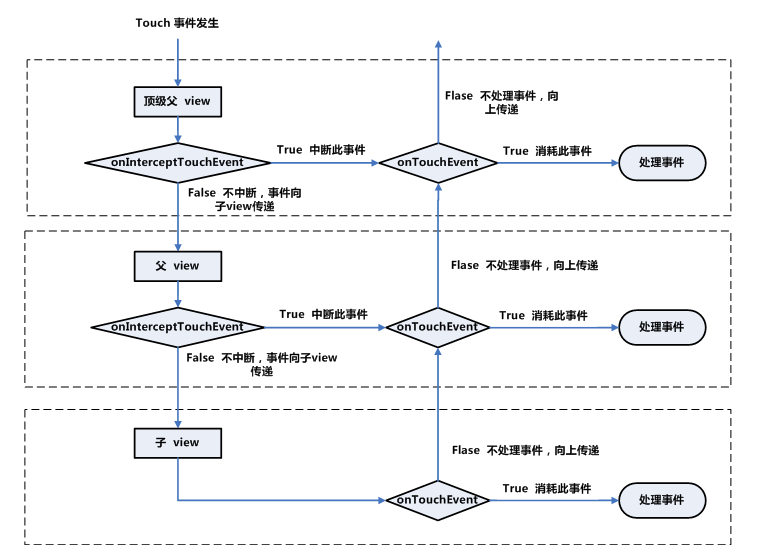 Touch 事件发生
顶级父 view
onInterceptTouchEvent
True 中断此事件
onTouchEvent
Flase 不处理事件，向
上传递
True 消耗此事件
处理事件
False 不中断，事件向
子view传递
父 view
onInterceptTouchEvent
True 中断此事件
onTouchEvent
Flase 不处理事件，向上传递
True 消耗此事件
处理事件
False 不中断，事件向子view
传递
子 view
Flase 不处理事件，向上传递
onTouchEvent
True 消耗此事件
处理事件